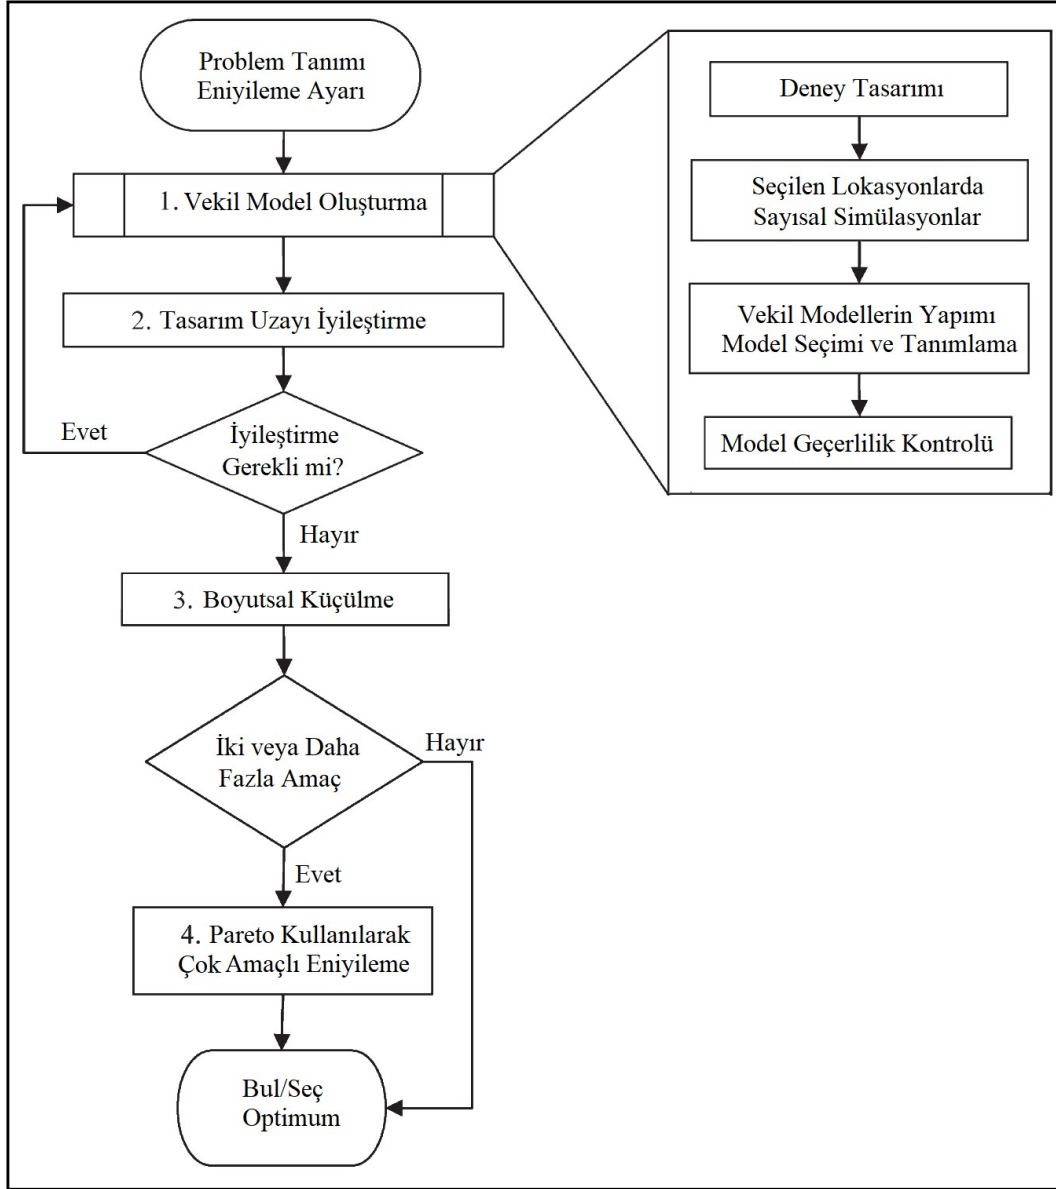 Problem Tanımı
Eniyileme Ayarı
1. Vekil Model Oluşturma
2. Tasarım Uzayı İyileştirme
Evet
İyileştirme
Gerekli mi?
Hayır
3. Boyutsal Küçülme
İki veya Daha
Fazla Amaç
Hayır
Evet
4. Pareto Kullanılarak
Çok Amaçlı Eniyileme
Bul/Seç
Optimum
Deney Tasarımı
Seçilen Lokasyonlarda
Sayısal Simülasyonlar
Vekil Modellerin Yapımı
Model Seçimi ve Tanımlama
Model Geçerlilik Kontrolü